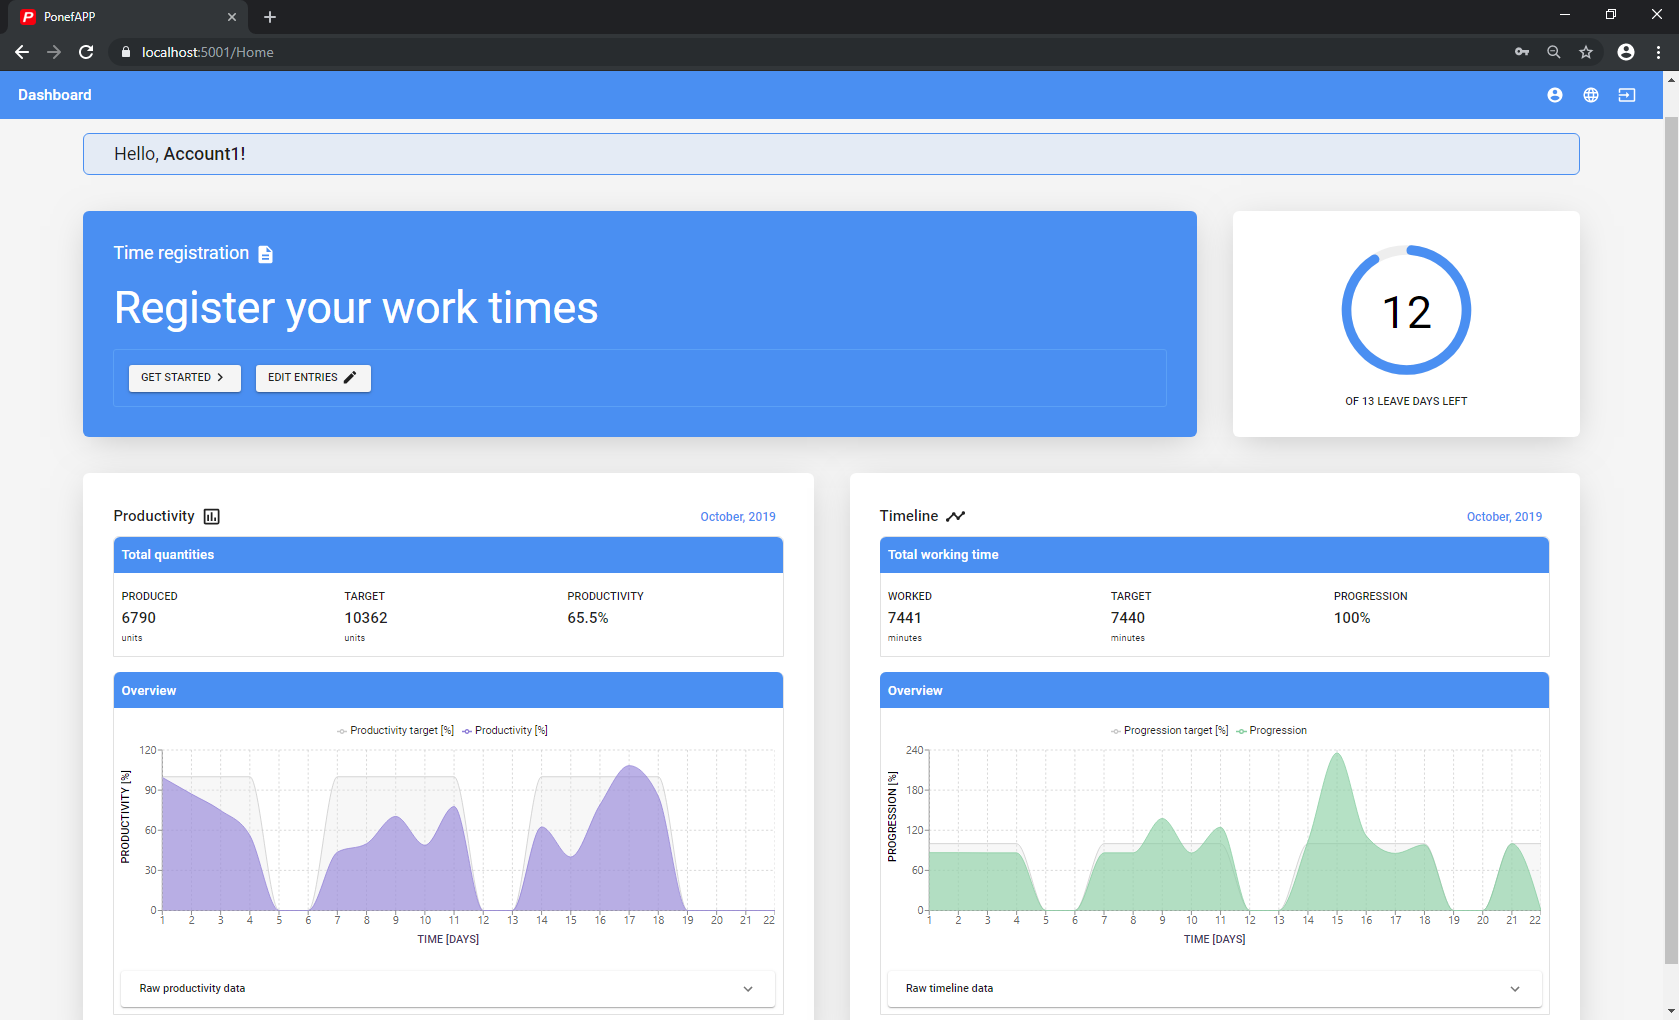 PonefAPP
localhost:5001/Home
Dashboard
Hello, Account1!
Time registration
Register your work times
GET STARTED
EDIT ENTRIES
12
OF 13 LEAVE DAYS LEFT
Productivity
October, 2019
Total quantities
PRODUCED TARGET PRODUCTIVITY
6790 10362 65.5%
units units
Overview
Productivity target [%] Productivity [%]
PRODUCTIVITY [%]
120
90
60
30
0
1 2 3 4 5 6 7 8 9 10 11 12 13 14 15 16 17 18 19 20 21 22
TIME [DAYS]
Raw productivity data
Timeline
October, 2019
Total working time
WORKED TARGET PROGRESSION
7441 7440 100%
minutes minutes
Overview
Progression target [%] Progression
PROGRESSION [%]
240
180
120
60
0
1 2 3 4 5 6 7 8 9 10 11 12 13 14 15 16 17 18 19 20 21 22
TIME [DAYS]
Raw timeline data